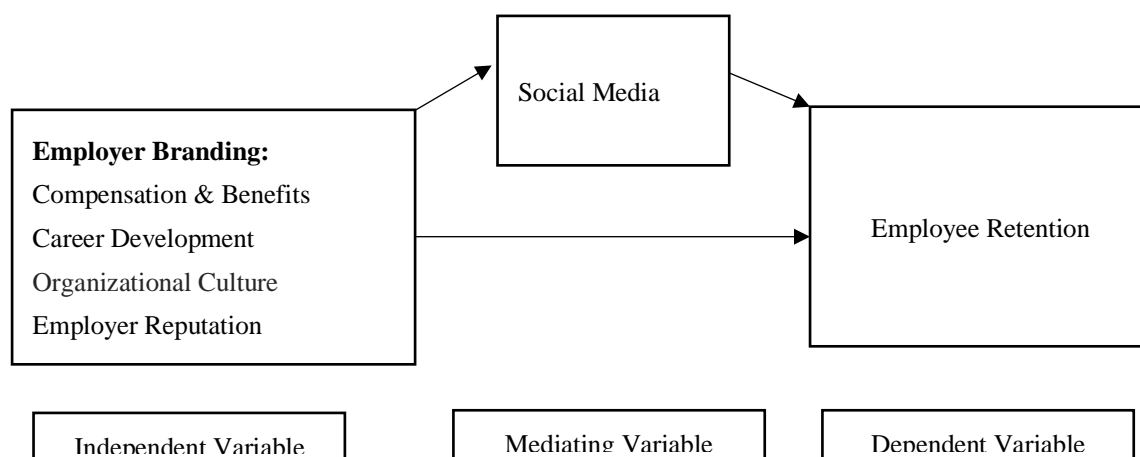 Social Media
Employer Branding:
Compensation & Benefits
Career Development
Organizational Culture
Employer Reputation
Employee Retention
Independent Variable
Mediating Variable
Dependent Variable